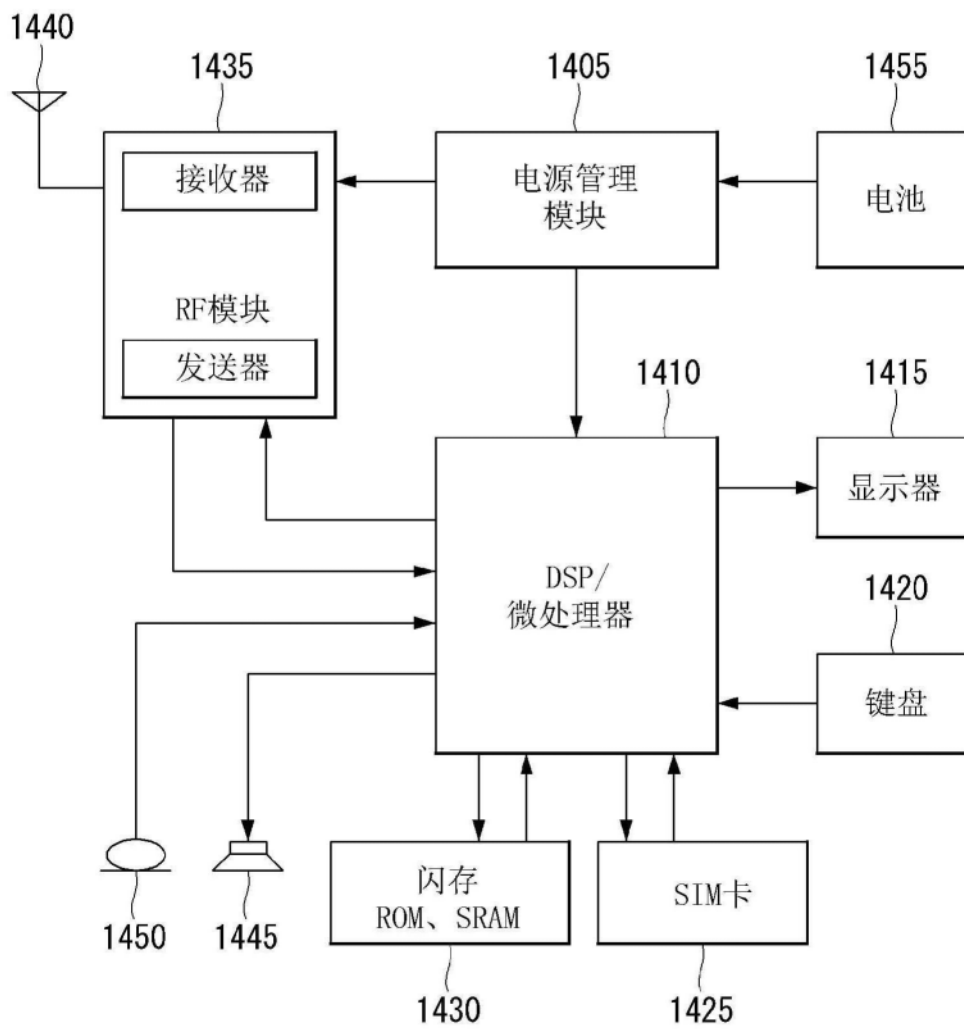 1440
1435
1405
1455
接收器
电源管理
模块
电池
RF模块
发送器
1410
1415
显示器
DSP/
微处理器
1420
键盘
闪存
ROM、SRAM
SIM卡
1450
1445
1430
1425